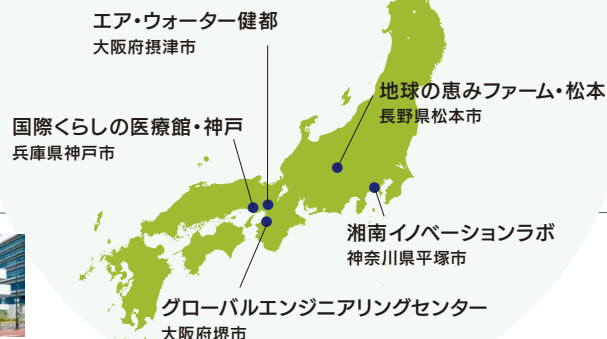 エア・ウォーター健都
大阪府摂津市
地球の恵みファーム・松本
長野県松本市
国際くらしの医療館・神戸
兵庫県神戸市
湘南イノベーションラボ
神奈川県平塚市
グローバルエンジニアリングセンター
大阪府堺市